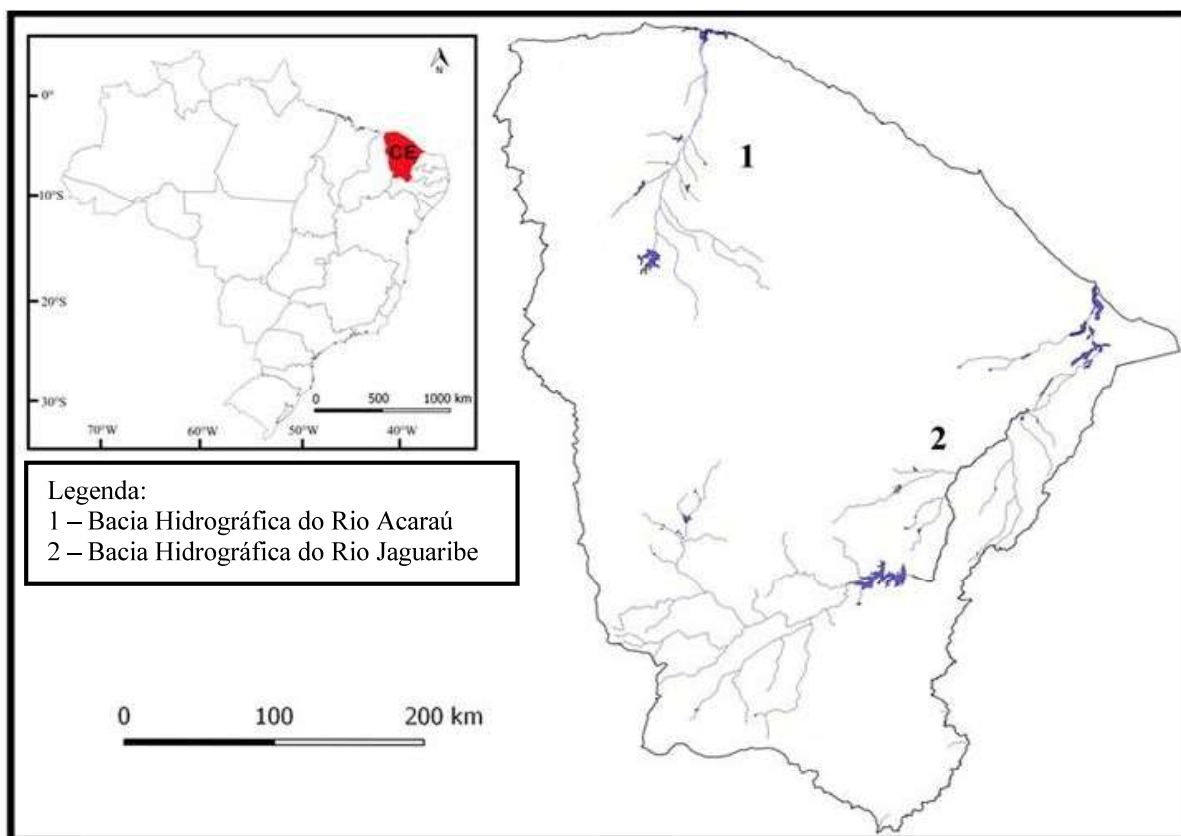 N
0°
10°S
20°S
30°S
70°W
60°W
50°W
40°W
CE
0 500 1000 km
Legenda:
1 – Bacia Hidrográfica do Rio Acaraú
2 – Bacia Hidrográfica do Rio Jaguaribe
0 100 200 km
1
2